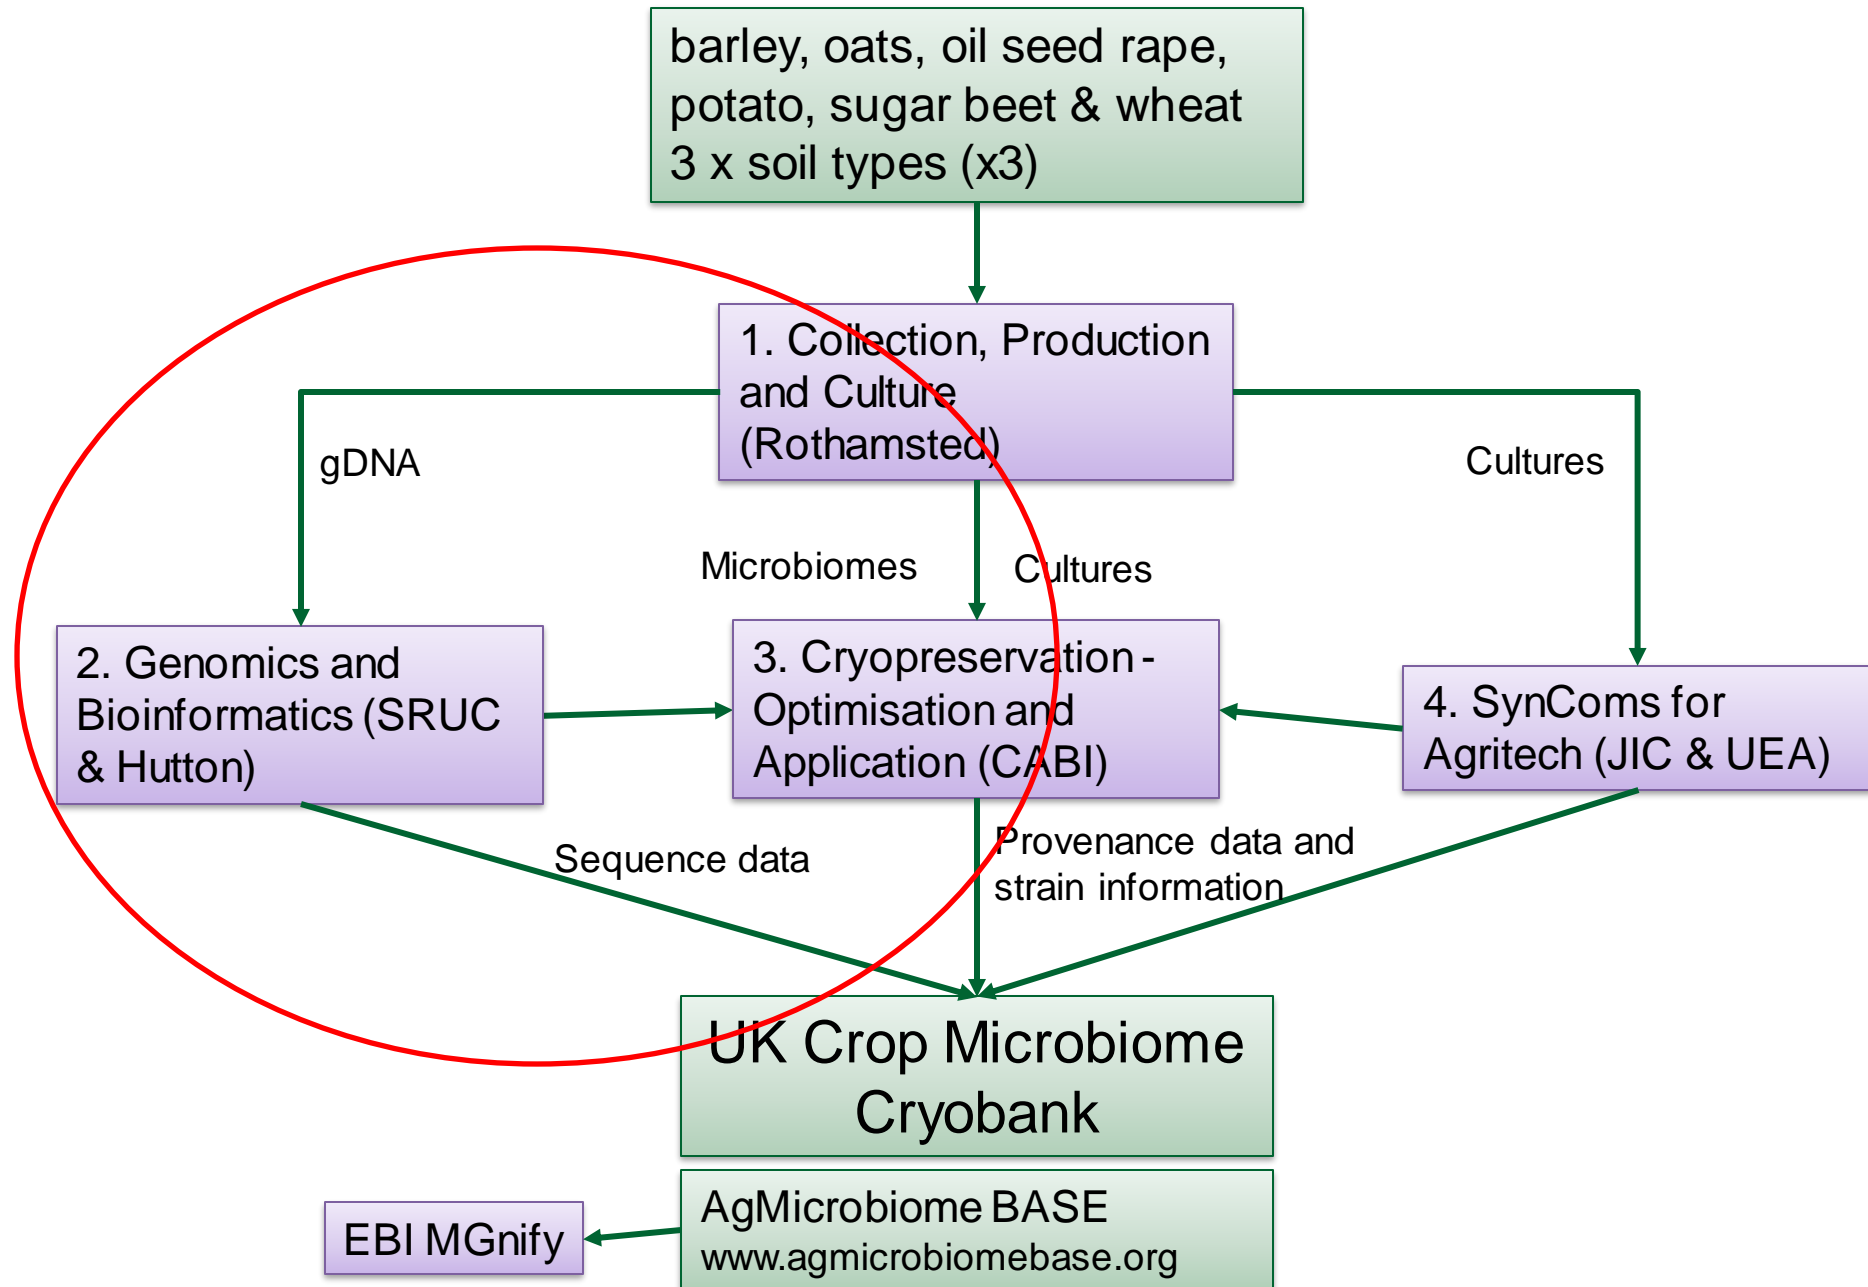 barley, oats, oil seed rape,
potato, sugar beet & wheat
3 x soil types (x3)
1. Collection, Production
and Culture
(Rothamsted)
gDNA
Cultures
Microbiomes
Cultures
2. Genomics and
Bioinformatics (SRUC
& Hutton)
3. Cryopreservation -
Optimisation and
Application (CABI)
4. SynComs for
Agritech (JIC & UEA)
Sequence data
Provenance data and
strain information
UK Crop Microbiome
Cryobank
AgMicrobiome BASE
www.agmicrobiomebase.org
EBI MGnify